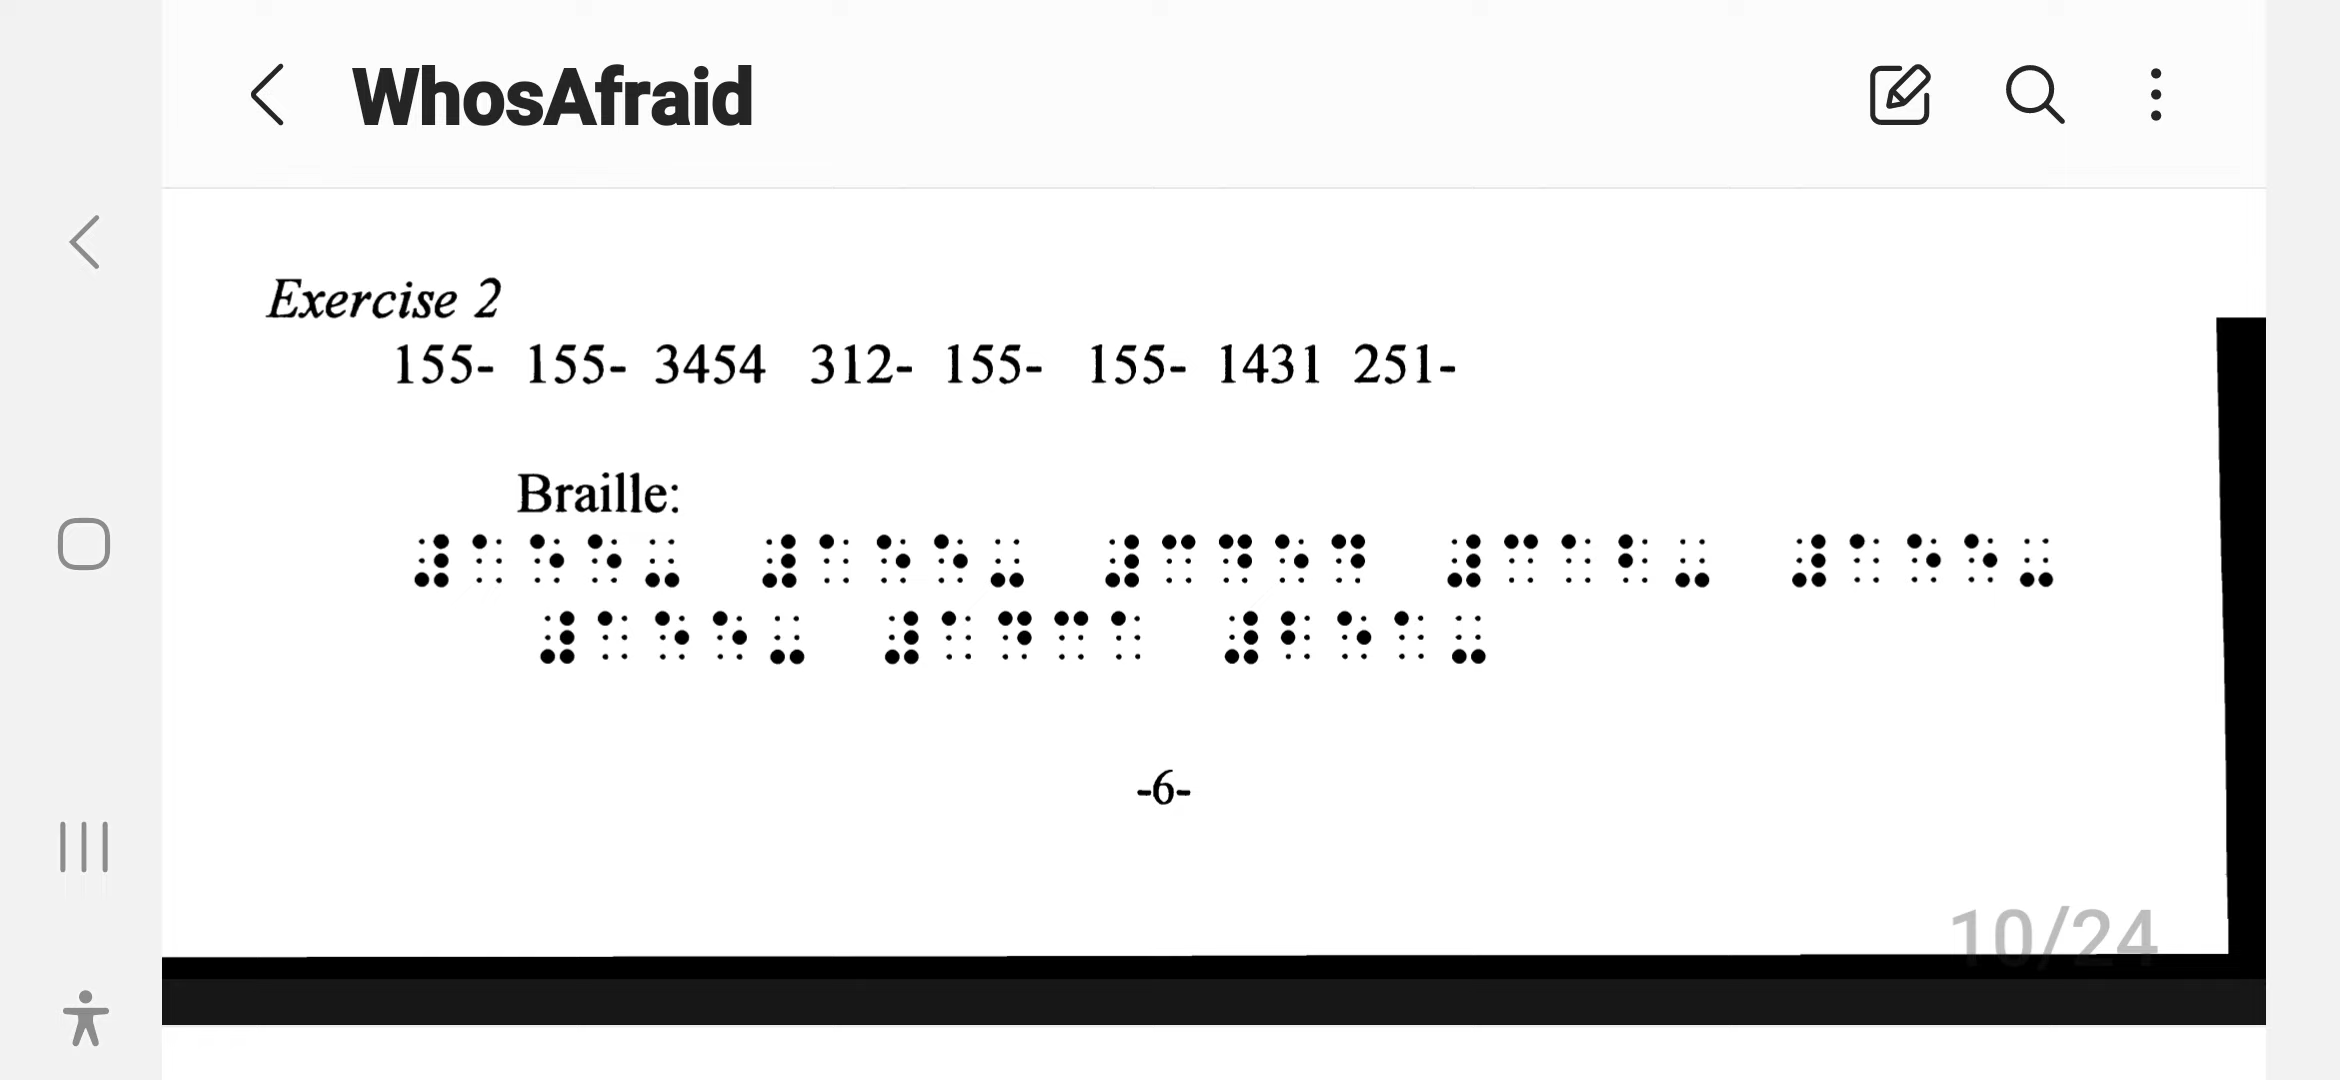 WhosAfraid
Exercise 2
155- 155- 3454 312- 155- 155- 1431 251-
Braille:
⠼⠁⠑⠑⠤ ⠼⠁⠑⠑⠤ ⠼⠉⠙⠑⠙ ⠼⠉⠁⠃⠤ ⠼⠁⠑⠑⠤
⠼⠁⠑⠑⠤ ⠼⠁⠙⠉⠁ ⠼⠃⠑⠁⠤
-6-
10/24